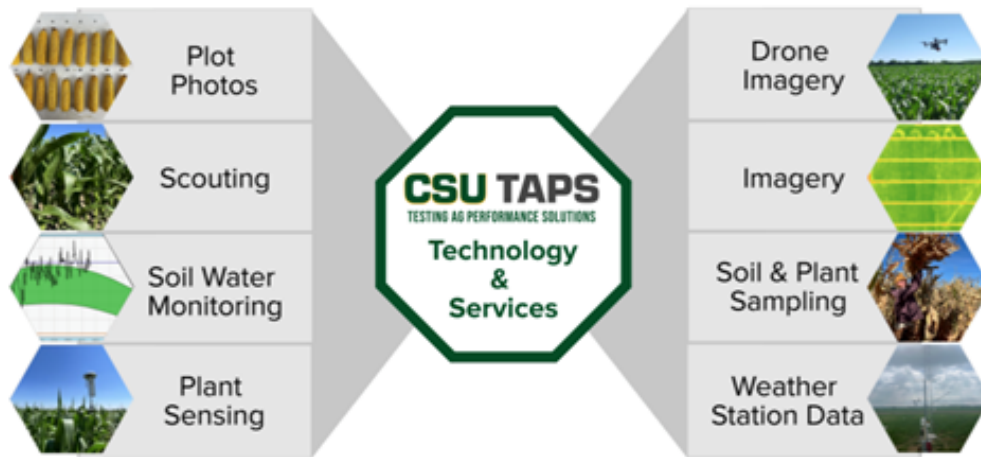 Plot
Photos
Scouting
Soil Water
Monitoring
Plant
Sensing
CSU TAPS
TESTING AG PERFORMANCE SOLUTIONS
Technology
&
Services
Drone
Imagery
Imagery
Soil & Plant
Sampling
Weather
Station Data